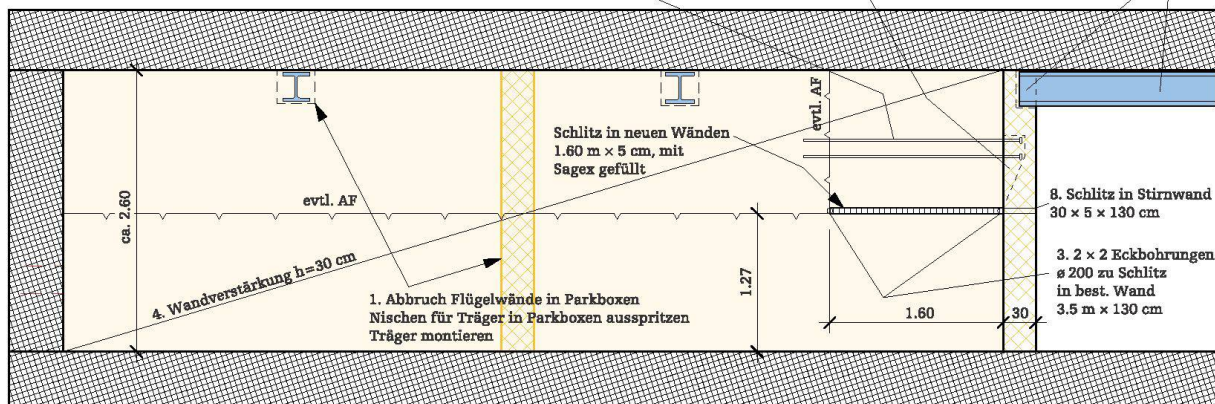 evtl. AF
Schlitz in neuen Wänden
1.60 m × 5 cm, mit
Sagex gefüllt
evtl. AF
ca. 2.60
8. Schlitz in Stirnwand
30 × 5 × 130 cm
4. Wandverstärkung h=30 cm
1.27
3. 2 × 2 Eckbohrungen
ø 200 zu Schlitz
in best. Wand
3.5 m × 130 cm
1. Abbruch Flügelwände in Parkboxen
Nischen für Träger in Parkboxen ausspritzen
Träger montieren
1.60
30